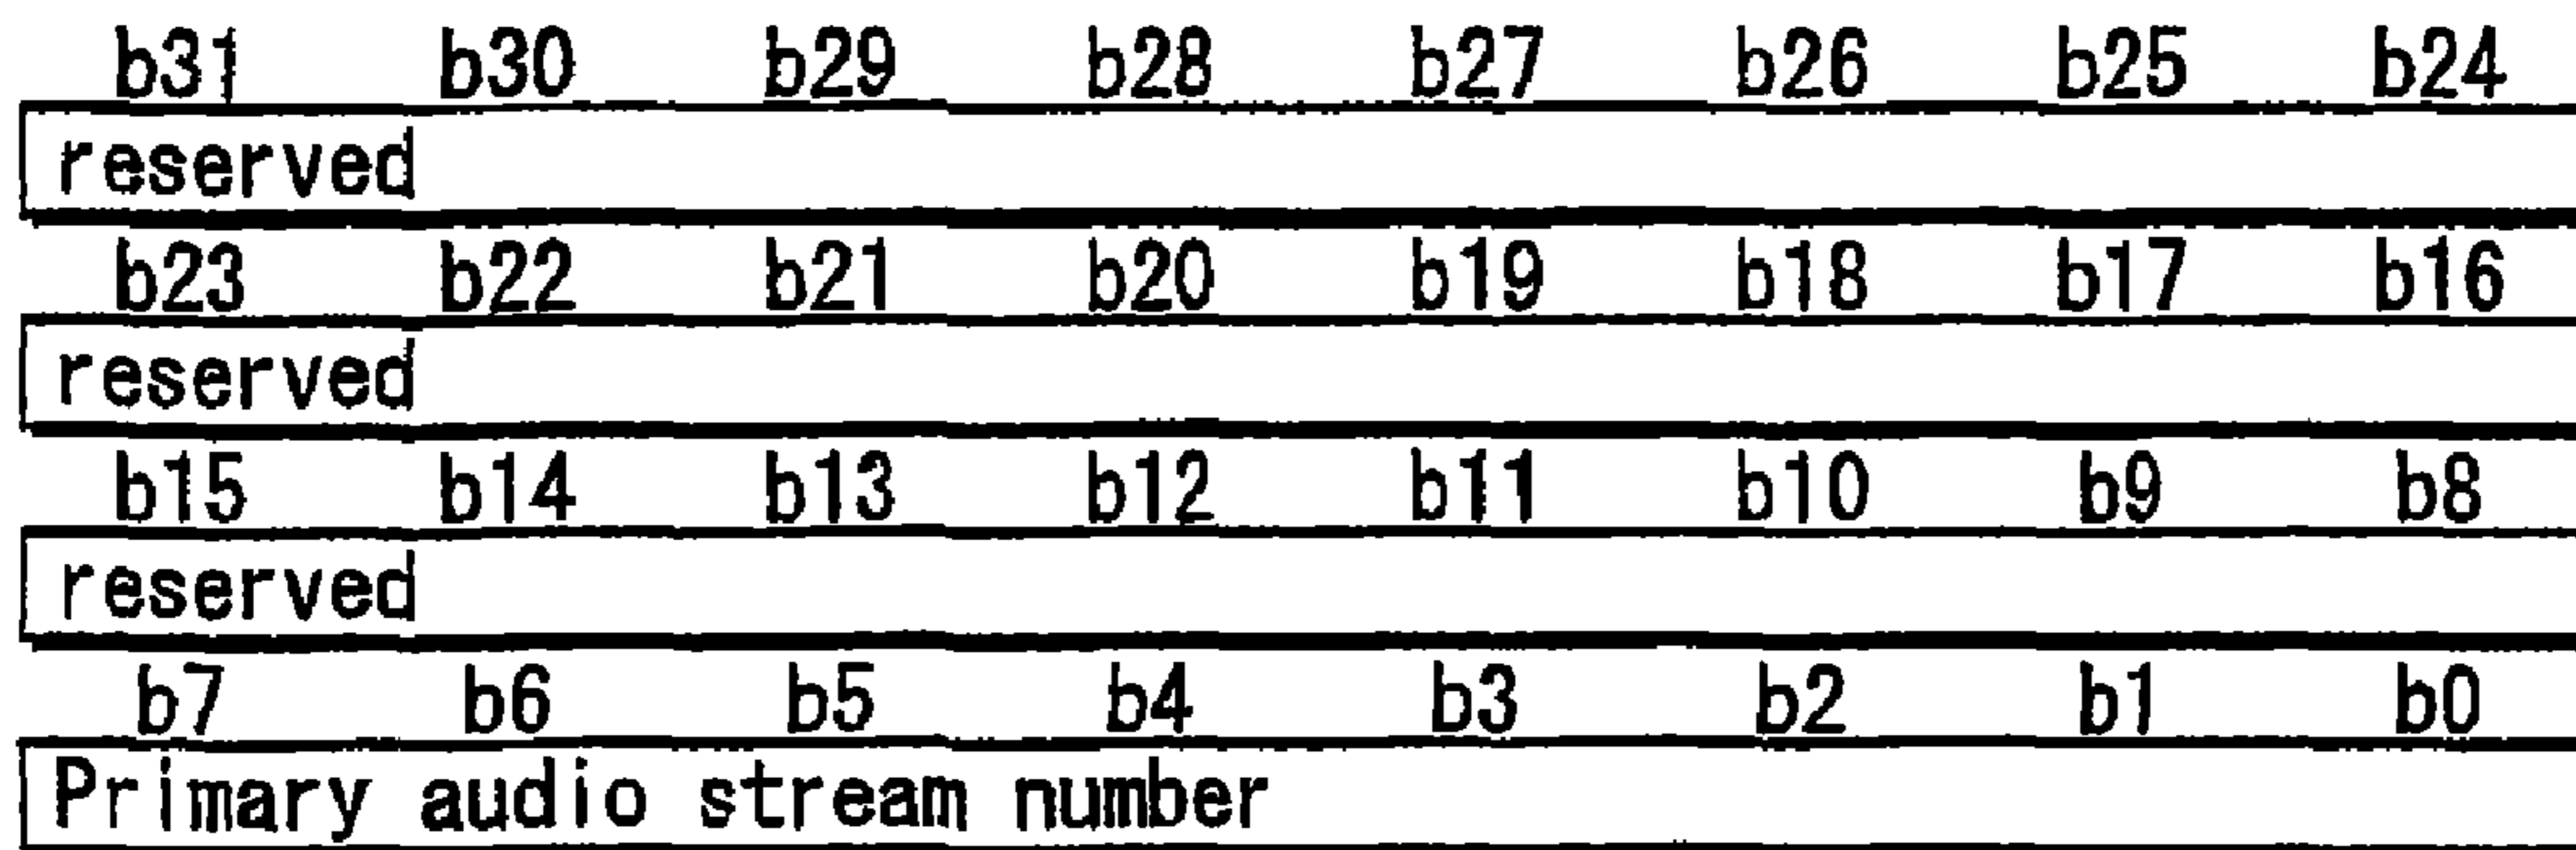 b31 b30 b29 b28 b27 b26 b25 b24
reserved
b23 b22 b21 b20 b19 b18 b17 b16
reserved
b15 b14 b13 b12 b11 b10 b9 b8
reserved
b7 b6 b5 b4 b3 b2 b1 b0
Primary audio stream number